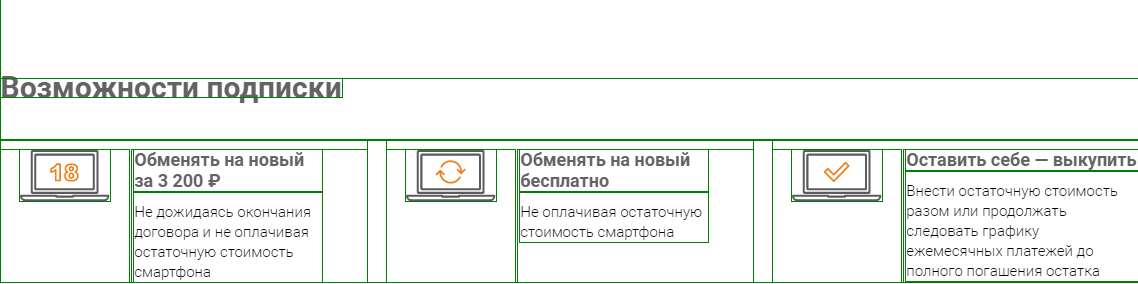 Возможности подписки
18
Обменять на новый
за 3 200 ₽
Не дожидаясь окончания
договора и не оплачивая
остаточную стоимость
смартфона
Обменять на новый
бесплатно
Не оплачивая остаточную
стоимость смартфона
Оставить себе — выкупить
Внести остаточную стоимость
разом или продолжать
следовать графику
ежемесячных платежей до
полного погашения остатка